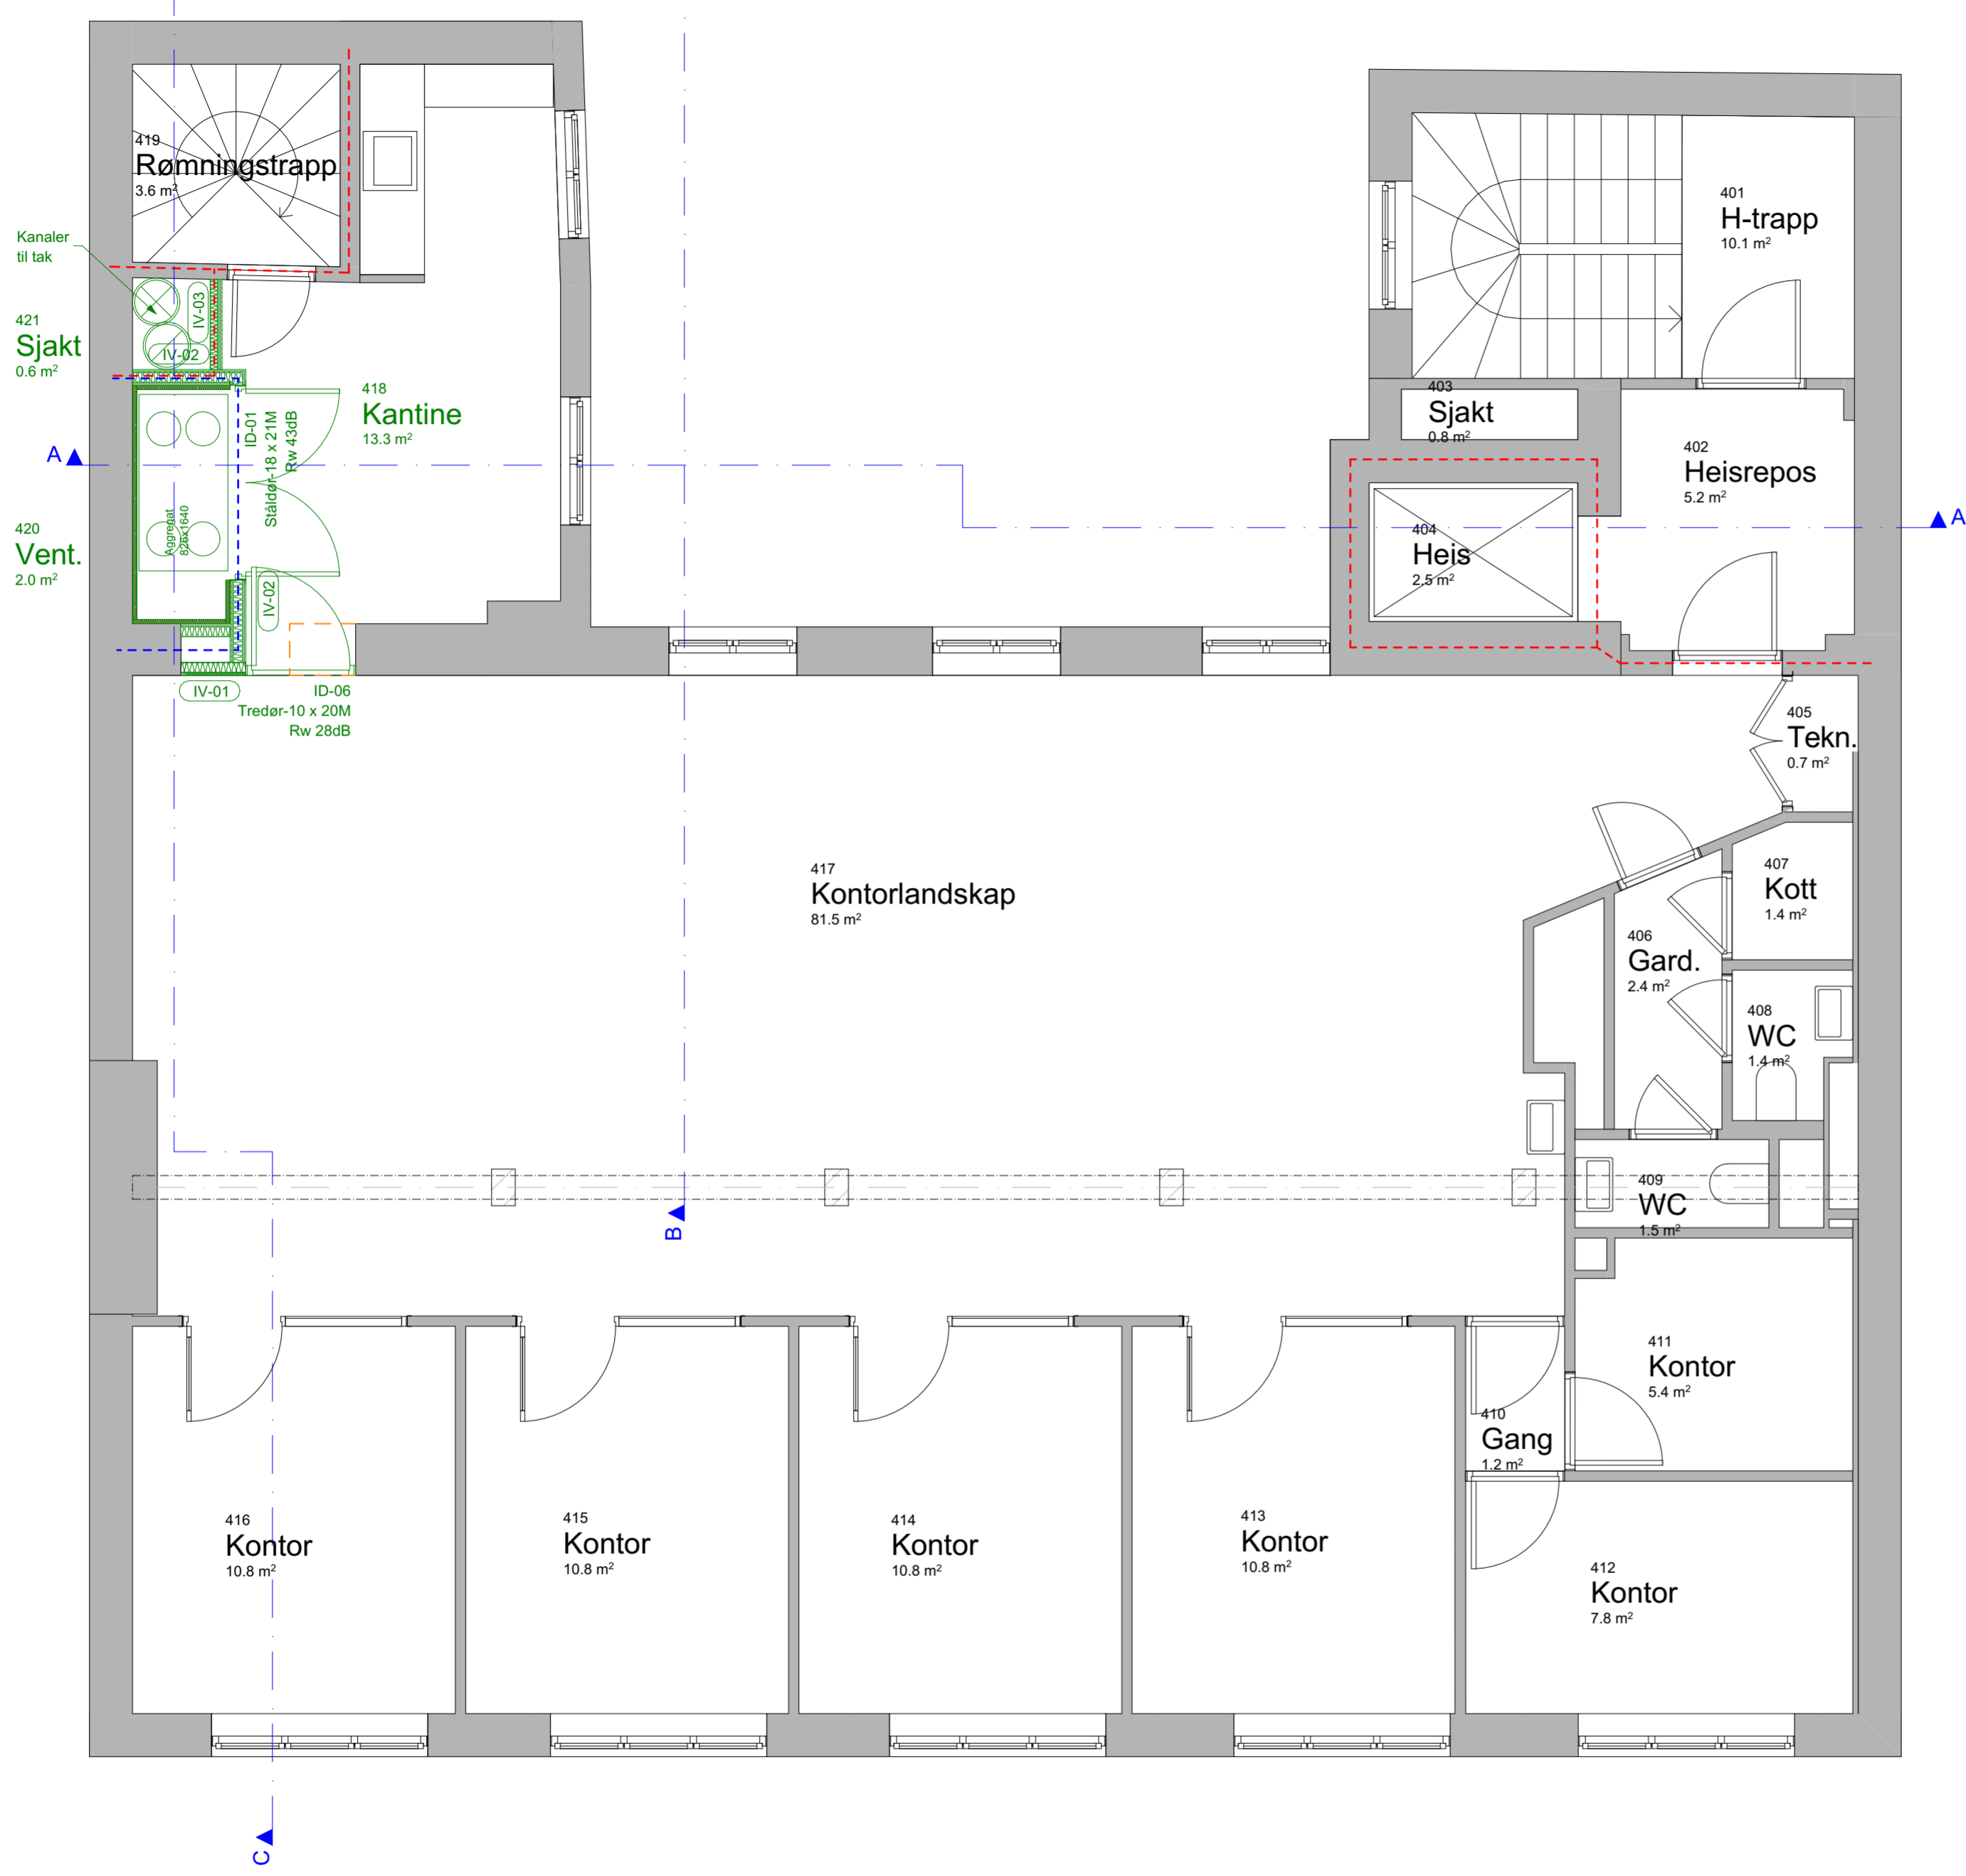 419
Rømningstrapp
3.6 m²
Kanaler
til tak
IV-03
IV-02
421
Sjakt
0.6 m²
418
Kantine
13.3 m²
ID-01
Ståldør-18 x 21M
Rw 43dB
A
Aggregat
826x1640
420
Vent.
2.0 m²
IV-02
IV-01
ID-06
Tredør-10 x 20M
Rw 28dB
401
H-trapp
10.1 m²
403
Sjakt
0.8 m²
402
Heisrepos
5.2 m²
404
Heis
2.5 m²
A
405
Tekn.
0.7 m²
417
Kontorlandskap
81.5 m²
407
Kott
1.4 m²
406
Gard.
2.4 m²
408
WC
1.4 m²
409
WC
1.5 m²
B
411
Kontor
5.4 m²
410
Gang
1.2 m²
416
Kontor
10.8 m²
415
Kontor
10.8 m²
414
Kontor
10.8 m²
413
Kontor
10.8 m²
412
Kontor
7.8 m²
C